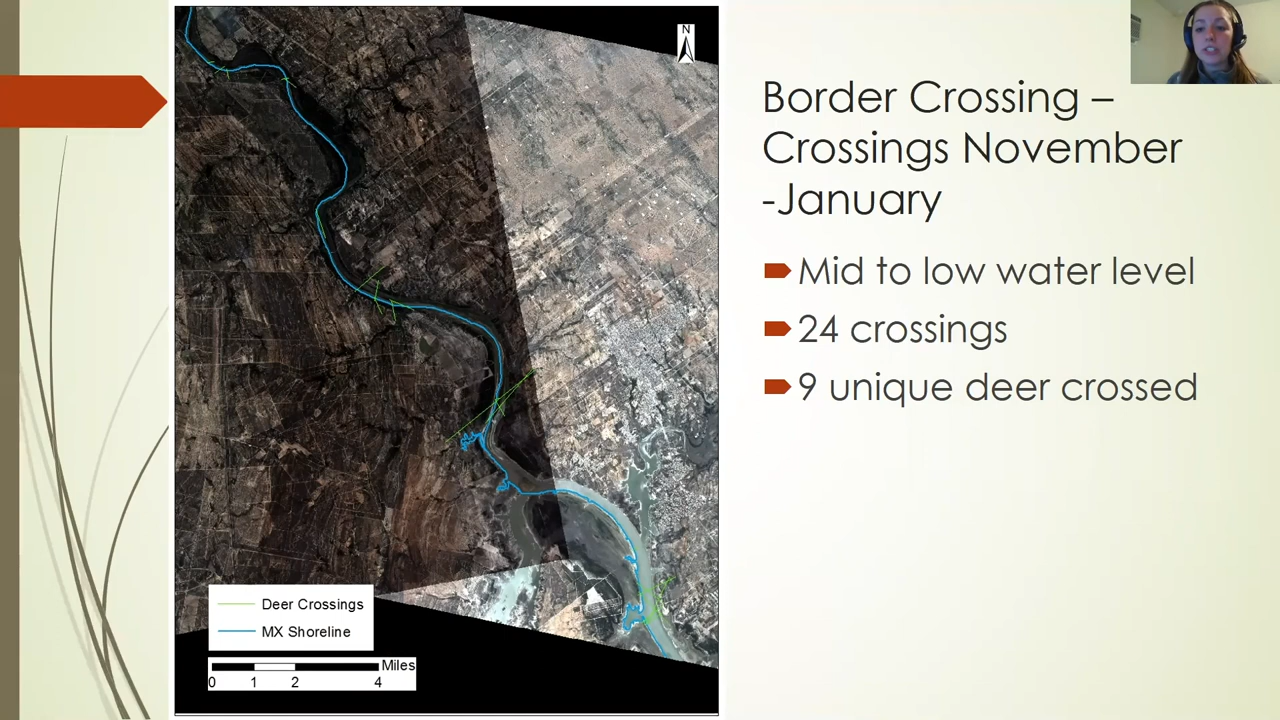 N
Border Crossing –
Crossings November
-January
Mid to low water level
24 crossings
9 unique deer crossed
Deer Crossings
MX Shoreline
Miles
0 1 2 4